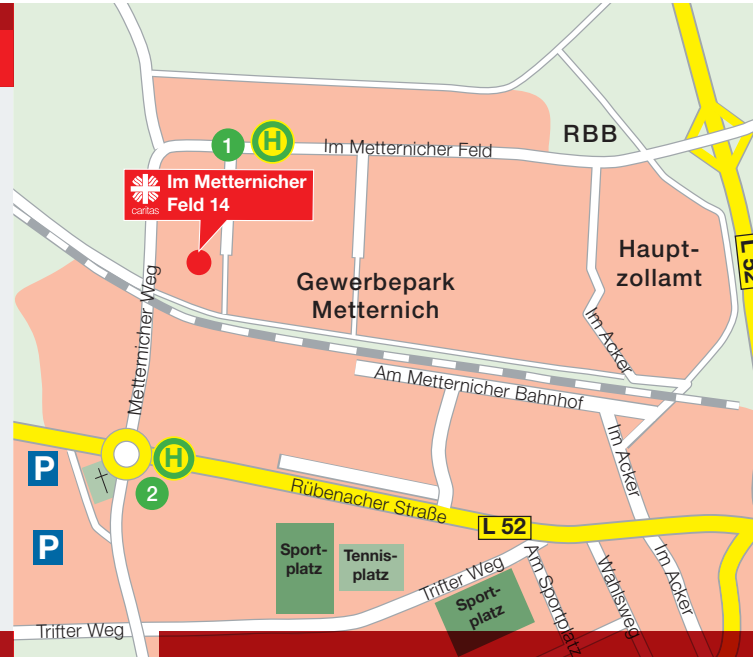 RBB
1
H
Im Metternicher Feld
caritas
Im Metternicher
Feld 14
Haupt-
zollamt
L 52
Gewerbepark
Metternich
Metternicher Weg
Im Acker
Am Metternicher Bahnhof
Im Acker
P
H
2
Rübenacher Straße
L 52
P
Sport-
platz
Tennis-
platz
Trifter Weg
Sport-
platz
Am Sportplatz
Wahlsweg
Im Acker
Trifter Weg